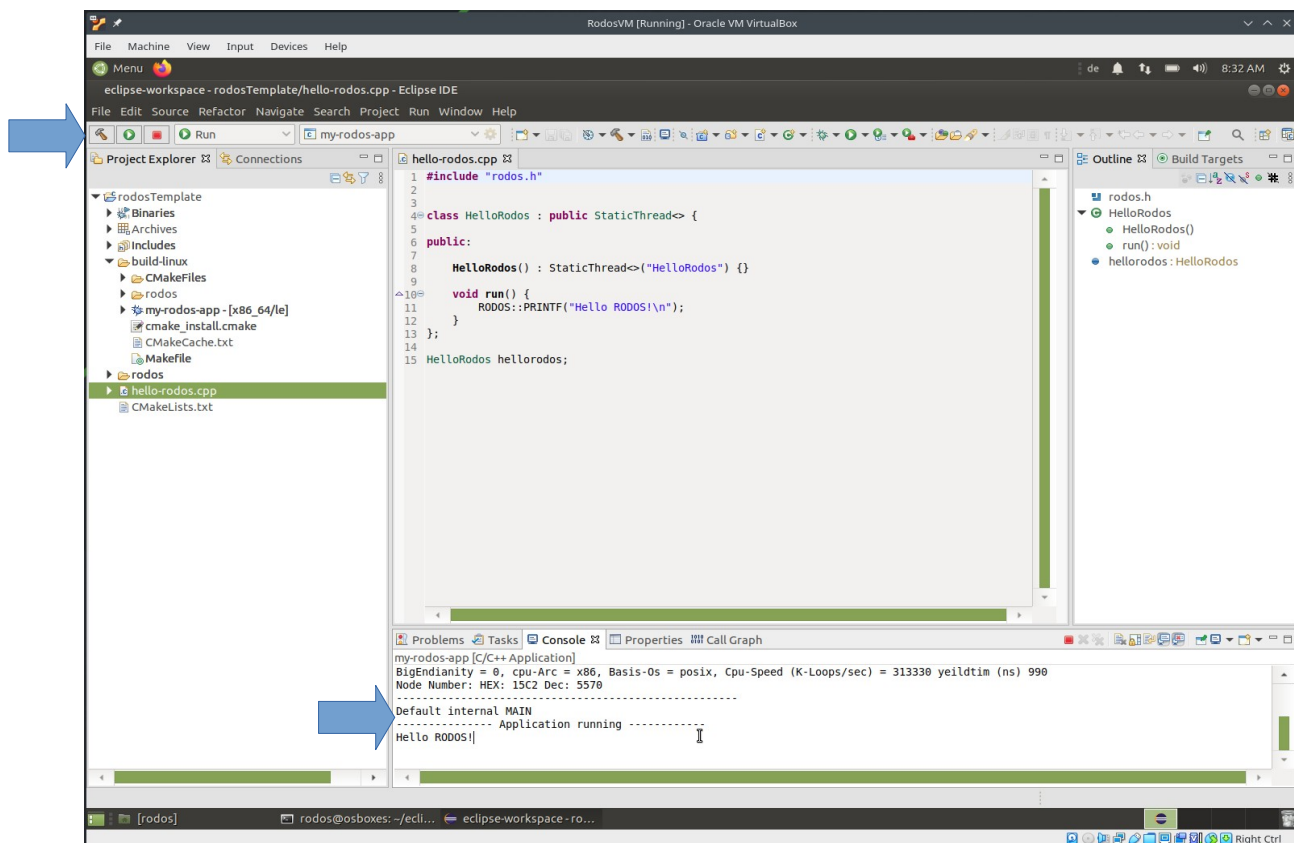 RodosVM [Running] - Oracle VM VirtualBox
File Machine View Input Devices Help
Menu de 8:32 AM
eclipse-workspace - rodosTemplate/hello-rodos.cpp - Eclipse IDE
File Edit Source Refactor Navigate Search Project Run Window Help
Run my-rodos-app
Project Explorer Connections
rodosTemplate
Binaries
Archives
Includes
build-linux
CMakeFiles
rodos
my-rodos-app - [x86_64/le]
cmake_install.cmake
CMakeCache.txt
Makefile
rodos
hello-rodos.cpp
CMakeLists.txt
hello-rodos.cpp
1 #include "rodos.h"
2
3
4 class HelloRodos : public StaticThread<> {
5
6 public:
7
8 HelloRodos() : StaticThread<>("HelloRodos") {}
9
10 void run() {
11 RODOS::PRINTF("Hello RODOS!\n");
12 }
13 };
14
15 HelloRodos hellorodos;
Outline Build Targets
rodos.h
HelloRodos
HelloRodos()
run() : void
hellorodos : HelloRodos
Problems Tasks Console Properties Call Graph
my-rodos-app [C/C++ Application]
BigEndianity = 0, cpu-Arc = x86, Basis-Os = posix, Cpu-Speed (K-Loops/sec) = 313330 yeildtim (ns) 990
Node Number: HEX: 15C2 Dec: 5570
-----------------------------------------------------
Default internal MAIN
--------------- Application running ------------
Hello RODOS!
[rodos] rodos@osboxes: ~/ecli... eclipse-workspace - ro...
Right Ctrl